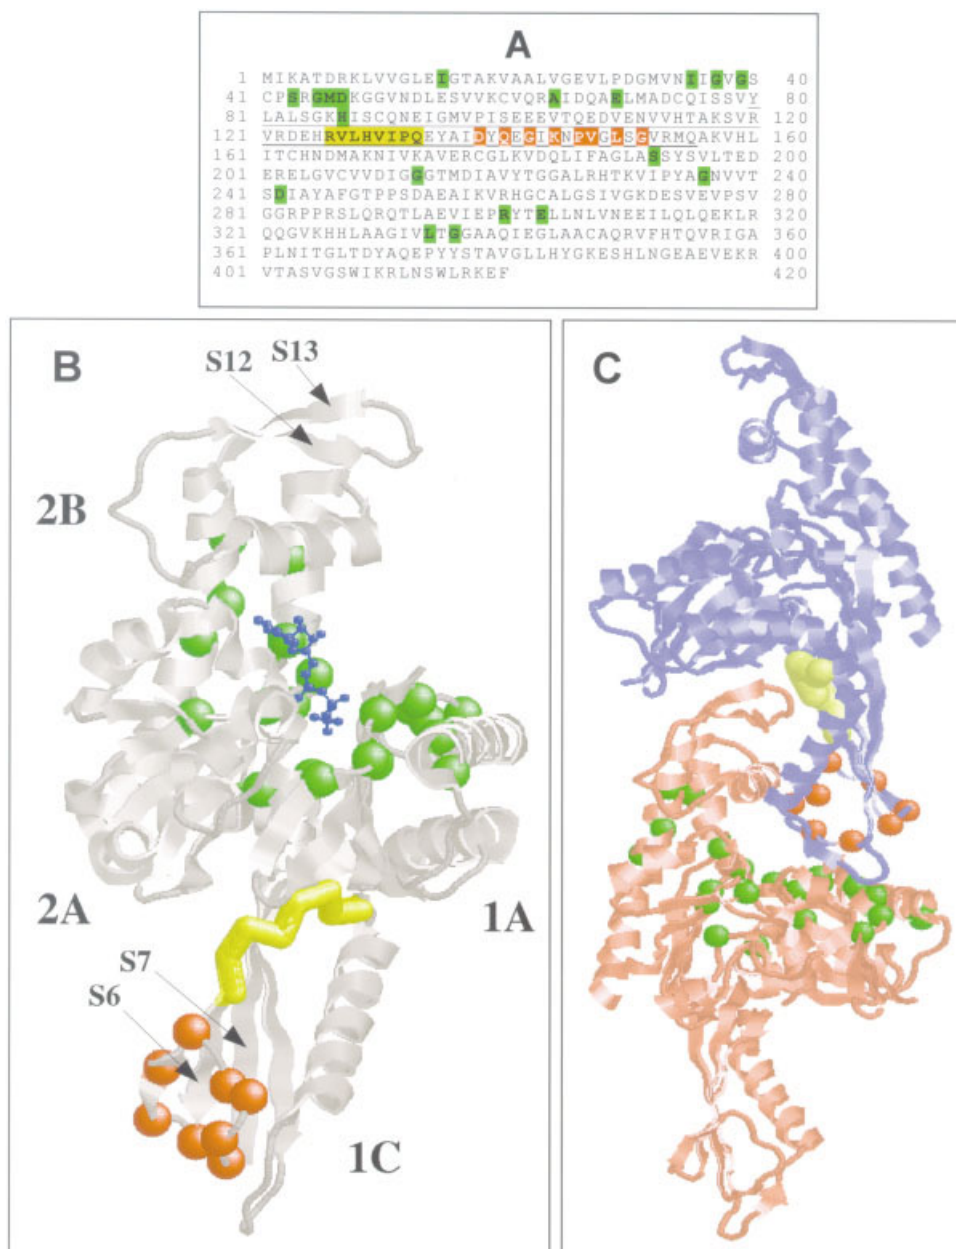 A
1 MIKATDRKLVVGLEIGTAKVAALVGEVLPDGMVNIIGVGS 40
41 CPSRGMDKGGVNDLESVVKCVQRAIDQAELMADCQISSVY 80
81 LALSGKHISCQNEIGMVPISEEEVTQEDVENVVHTAKSVR 120
121 VRDEHRVLHVIPQEYAIDYQEGIKNPVGLSGVRMQAKVHL 160
161 ITCHNDMAKNIVKAVERCGLKVDQLIFAGLASSYSVLTED 200
201 ERELGVCVVDIGGGTMDIAVYTGGALRHTKVIPYAGNVVT 240
241 SDIAYAFGTPPSDAEAIKVRHGCALGSIVGKDESVEVPSV 280
281 GGRPPRSLQRQTLAEVIEPRYTELLNLVNEEILQLQEKLR 320
321 QQGVKHHLAAGIVLTGGAAQIEGLAACAQRVFHTQVRIGA 360
361 PLNITGLTDYAQEPYYSTAVGLLHYGKESHLNGEAEVEKR 400
401 VTASVGSWIKRLNSWLRKEF 420
B
S13
S12
2B
2A
1A
S7
S6
1C
C